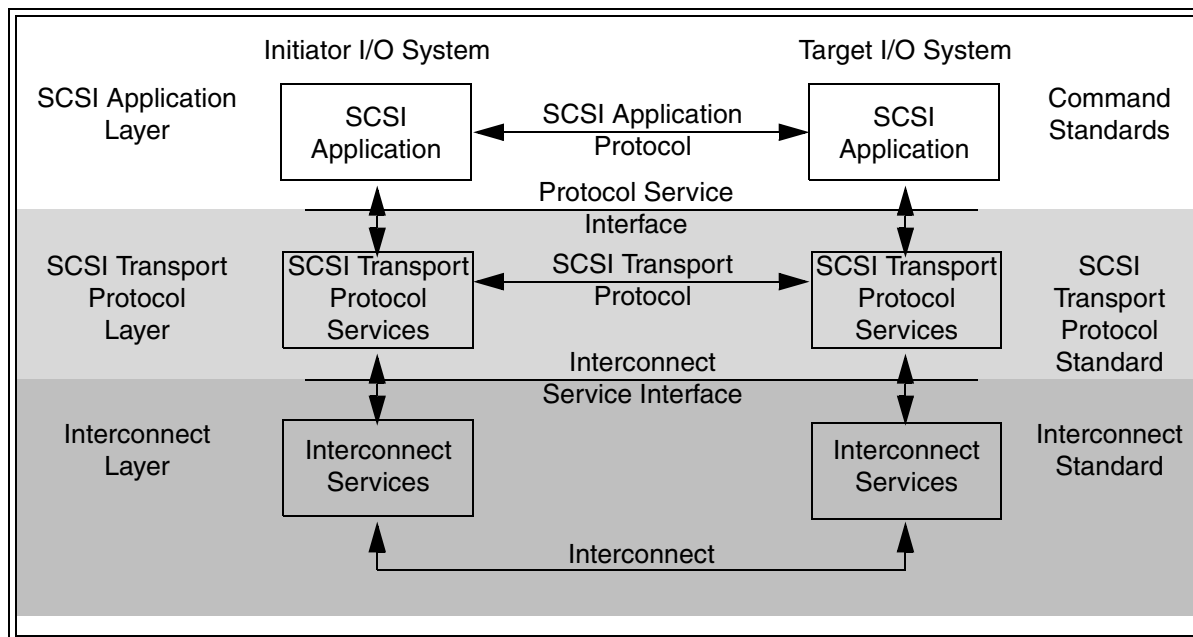 Initiator I/O System
Target I/O System
SCSI Application
Layer
SCSI
Application
SCSI Application
Protocol
SCSI
Application
Command
Standards
Protocol Service
Interface
SCSI Transport
Protocol
Layer
SCSI Transport
Protocol
Services
SCSI Transport
Protocol
SCSI Transport
Protocol
Services
SCSI
Transport
Protocol
Standard
Interconnect
Service Interface
Interconnect
Layer
Interconnect
Services
Interconnect
Services
Interconnect
Standard
Interconnect